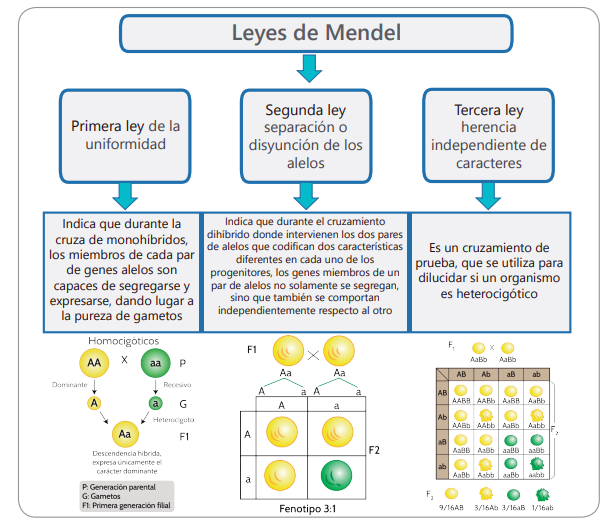 Leyes de Mendel
Primera ley de la
uniformidad
Segunda ley
separación o
disyunción de los
alelos
Tercera ley
herencia
independiente de
caracteres
Indica que durante la
cruza de monohíbridos,
los miembros de cada par
de genes alelos son
capaces de segregarse y
expresarse, dando lugar a
la pureza de gametos
Indica que durante el cruzamiento
dihíbrido donde intervienen los dos pares
de alelos que codifican dos características
diferentes en cada uno de los
progenitores, los genes miembros de un
par de alelos no solamente se segregan,
sino que también se comportan
independientemente respecto al otro
Es un cruzamiento de
prueba, que se utiliza para
dilucidar si un organismo
es heterocigótico
Homocigóticos
AA X aa P
Dominante Recesivo
A a G
Heterocigoto
Aa F1
Descendencia híbrida,
expresa únicamente el
carácter dominante
P: Generación parental
G: Gametos
F1: Primera generación filial
F1
Aa Aa
A a A a
A a
A
F2
a
Fenotipo 3:1
F1 X
AaBb AaBb
AB Ab aB ab
AB AABB AABb AaBB AaBb
Ab AABb AAbb AaBb Aabb
aB AaBB AaBb aaBB aaBb
ab AaBb Aabb aaBb aabb
F2
F2
9/16AB 3/16Ab 3/16aB 1/16ab